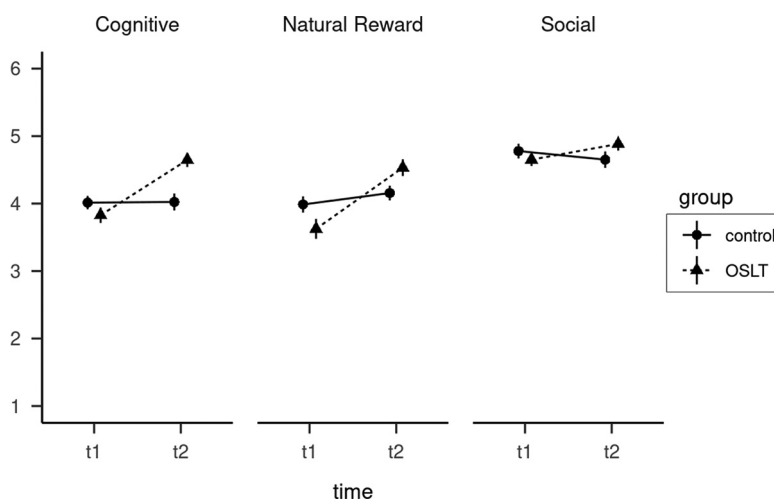 Cognitive Natural Reward Social
6
5
4
3
2
1
t1 t2 t1 t2 t1 t2
time
group
control
OSLT